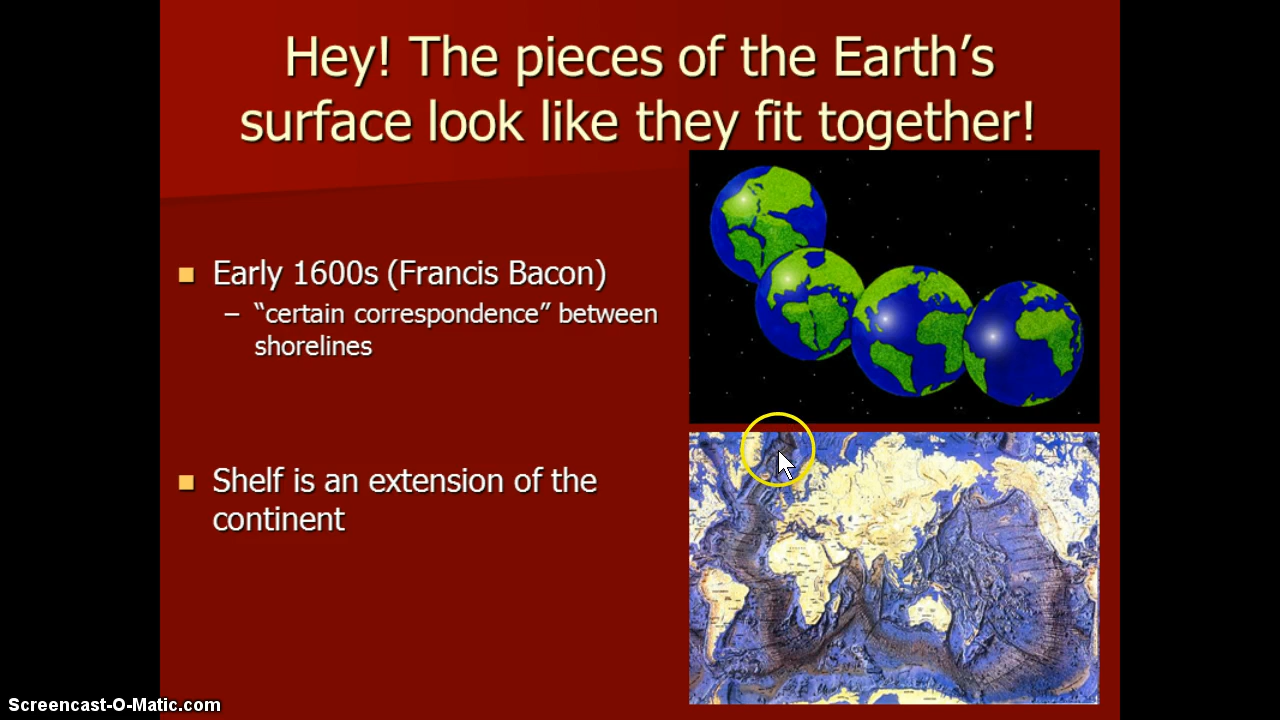 Hey! The pieces of the Earth’s
surface look like they fit together!
■ Early 1600s (Francis Bacon)
– “certain correspondence” between
shorelines
■ Shelf is an extension of the
continent
Screencast-O-Matic.com